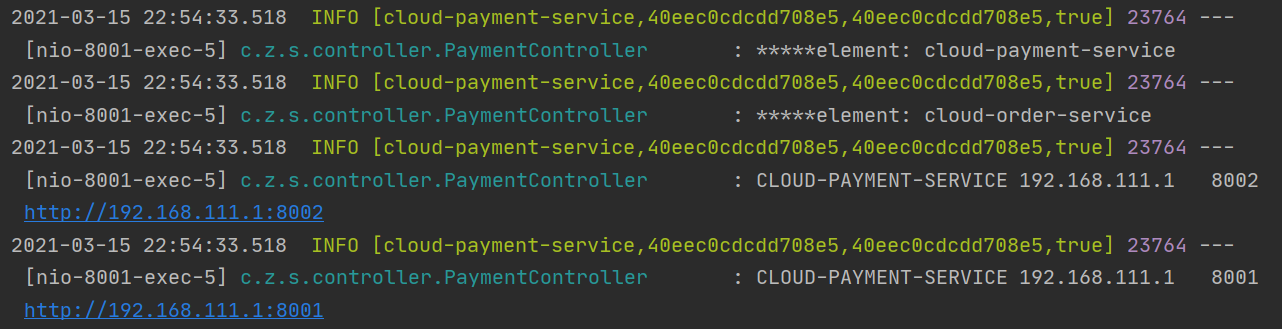 2021-03-15 22:54:33.518  INFO [cloud-payment-service,40eec0cdcdd708e5,40eec0cdcdd708e5,true] 23764 ---
[nio-8001-exec-5] c.z.s.controller.PaymentController       : *****element: cloud-payment-service
2021-03-15 22:54:33.518  INFO [cloud-payment-service,40eec0cdcdd708e5,40eec0cdcdd708e5,true] 23764 ---
[nio-8001-exec-5] c.z.s.controller.PaymentController       : *****element: cloud-order-service
2021-03-15 22:54:33.518  INFO [cloud-payment-service,40eec0cdcdd708e5,40eec0cdcdd708e5,true] 23764 ---
[nio-8001-exec-5] c.z.s.controller.PaymentController       : CLOUD-PAYMENT-SERVICE 192.168.111.1   8002
http://192.168.111.1:8002
2021-03-15 22:54:33.518  INFO [cloud-payment-service,40eec0cdcdd708e5,40eec0cdcdd708e5,true] 23764 ---
[nio-8001-exec-5] c.z.s.controller.PaymentController       : CLOUD-PAYMENT-SERVICE 192.168.111.1   8001
http://192.168.111.1:8001